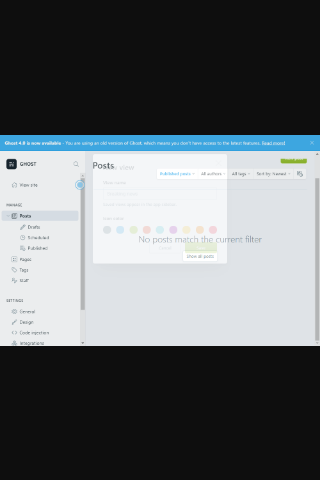 Ghost 4.0 is now available - You are using an old version of Ghost, which means you don't have access to the latest features. Read more!
GHOST
Posts
Published posts
All authors
All tags
Sort by: Newest
View site
MANAGE
Posts
Drafts
Scheduled
Published
Pages
Tags
Staff
No posts match the current filter
Show all posts
SETTINGS
General
Design
Code injection
Integrations